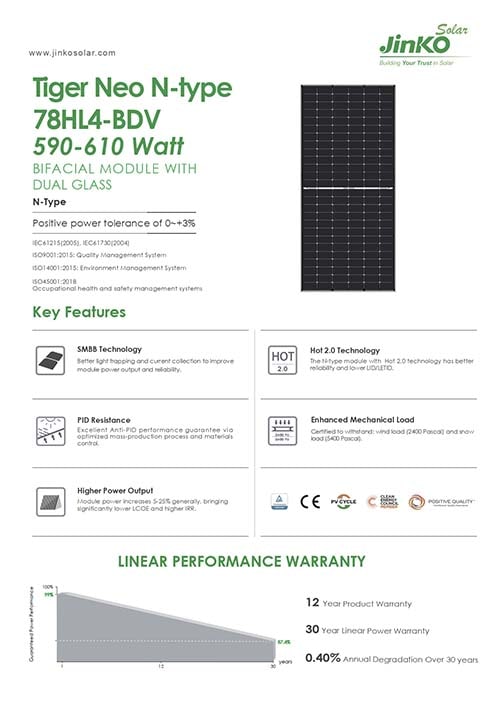 www.jinkosolar.com
JinKO Solar
Building Your Trust in Solar
Tiger Neo N-type
78HL4-BDV
590-610 Watt
BIFACIAL MODULE WITH
DUAL GLASS
N-Type
Positive power tolerance of 0~+3%
IEC61215(2005), IEC61730(2004)
ISO9001:2015: Quality Management System
ISO14001:2015: Environment Management System
ISO45001:2018
Occupational health and safety management systems
Key Features
SMBB Technology
Better light trapping and current collection to improve
module power output and reliability.
HOT
2.0
Hot 2.0 Technology
The N-type module with Hot 2.0 technology has better
reliability and lower LID/LETID.
PID Resistance
Excellent Anti-PID performance guarantee via
optimized mass-production process and materials
control.
Enhanced Mechanical Load
Certified to withstand: wind load (2400 Pascal) and snow
load (5400 Pascal).
Higher Power Output
Module power increases 5-25% generally, bringing
significantly lower LCOE and higher IRR.
CE
PV CYCLE
CLEAN
ENERGY
COUNCIL
POSITIVE QUALITY
LINEAR PERFORMANCE WARRANTY
Guaranteed Power Performance
100%
99%
87.4%
1
12
30
years
12 Year Product Warranty
30 Year Linear Power Warranty
0.40% Annual Degradation Over 30 years